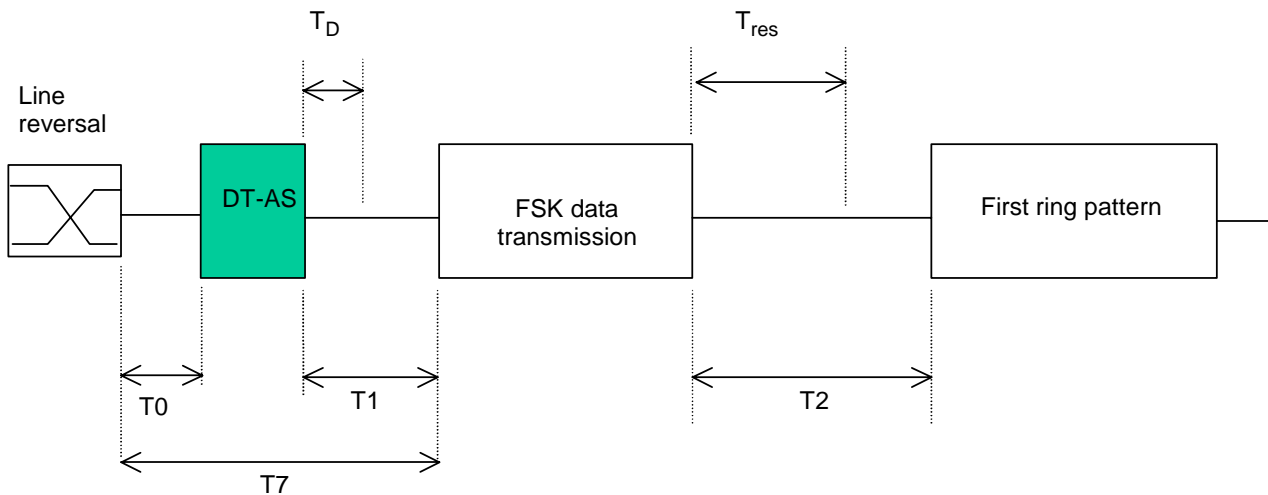 T_D
T_res
Line
reversal
DT-AS
FSK data
transmission
First ring pattern
T0
T1
T2
T7